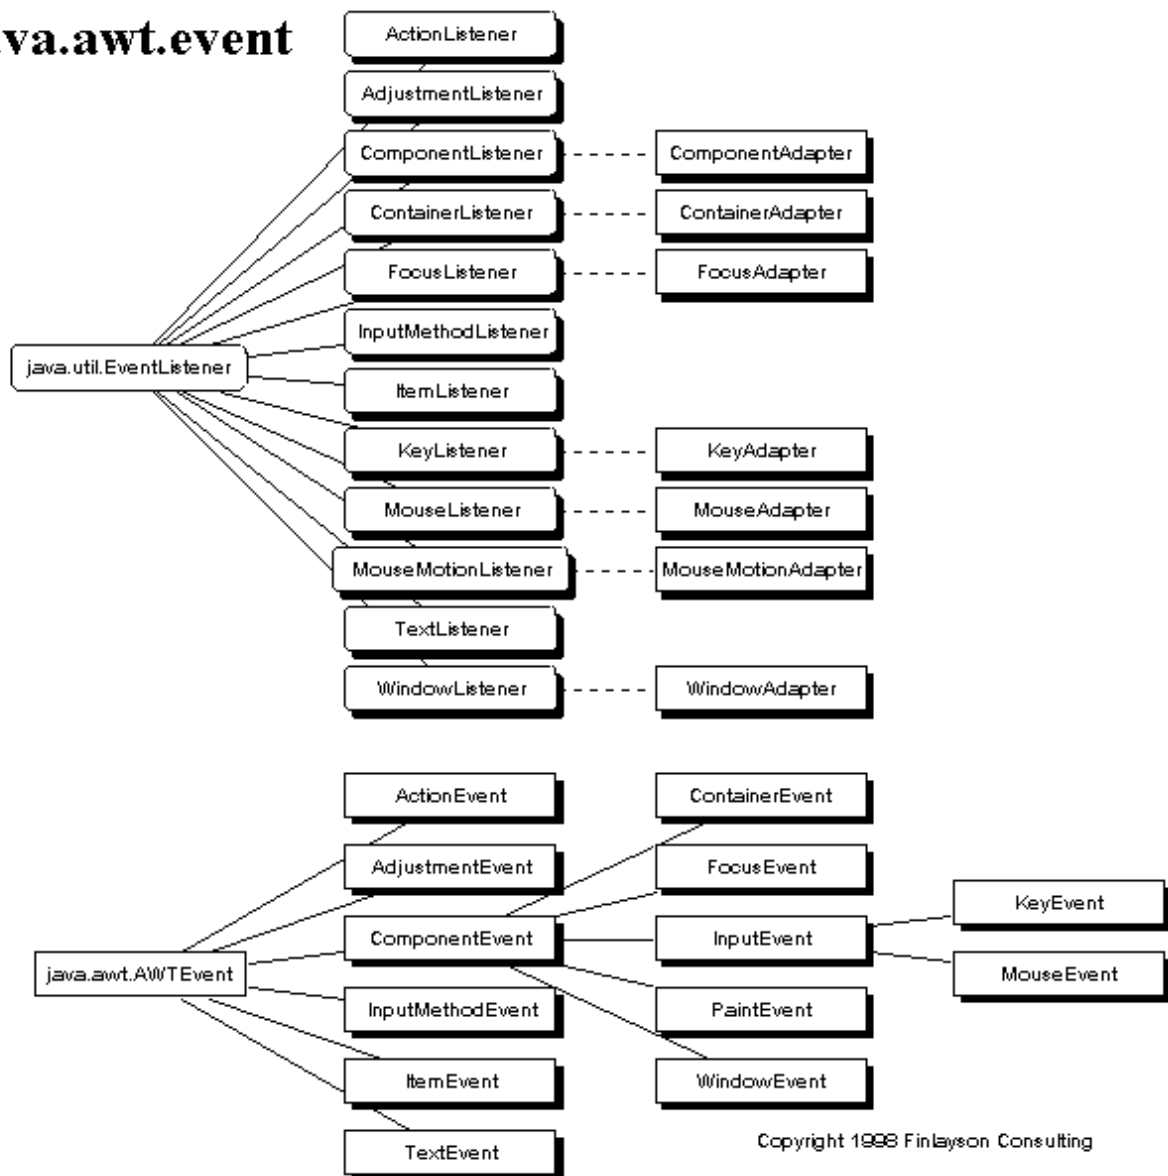 va.awt.event
ActionListener
AdjustmentListener
ComponentListener
ComponentAdapter
ContainerListener
ContainerAdapter
FocusListener
FocusAdapter
InputMethodListener
java.util.EventListener
ItemListener
KeyListener
KeyAdapter
MouseListener
MouseAdapter
MouseMotionListener
MouseMotionAdapter
TextListener
WindowListener
WindowAdapter
ActionEvent
ContainerEvent
AdjustmentEvent
FocusEvent
KeyEvent
ComponentEvent
InputEvent
java.awt.AWTEvent
MouseEvent
InputMethodEvent
PaintEvent
ItemEvent
WindowEvent
TextEvent
Copyright 1998 Finlayson Consulting